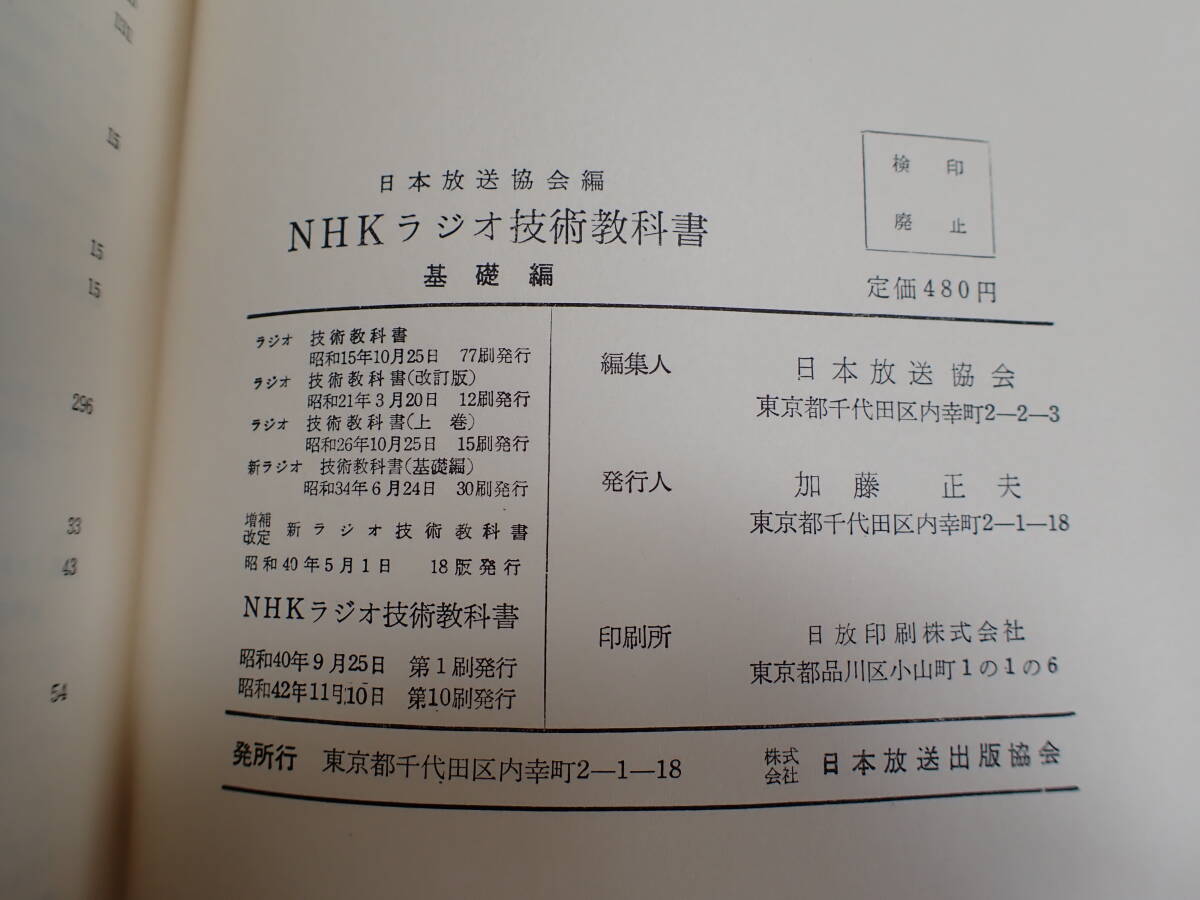 15
15
15
296
33
43
54
検印
廃止
日本放送協会編
NHKラジオ技術教科書
基礎編
定価480円
ラジオ 技術教科書
昭和15年10月25日 77刷発行
ラジオ 技術教科書(改訂版)
昭和21年3月20日 12刷発行
ラジオ 技術教科書(上 巻)
昭和26年10月25日 15刷発行
新ラジオ 技術教科書(基礎編)
昭和34年6月24日 30刷発行
増補
改定 新ラジオ技術教科書
昭和40年5月1日 18版発行
NHKラジオ技術教科書
昭和40年9月25日 第1刷発行
昭和42年11月10日 第10刷発行
編集人 日本放送協会
東京都千代田区内幸町2—2—3
発行人 加藤 正夫
東京都千代田区内幸町2—1—18
印刷所 日放印刷株式会社
東京都品川区小山町1の1の6
発所行 東京都千代田区内幸町2—1—18
株式
会社 日本放送出版協会